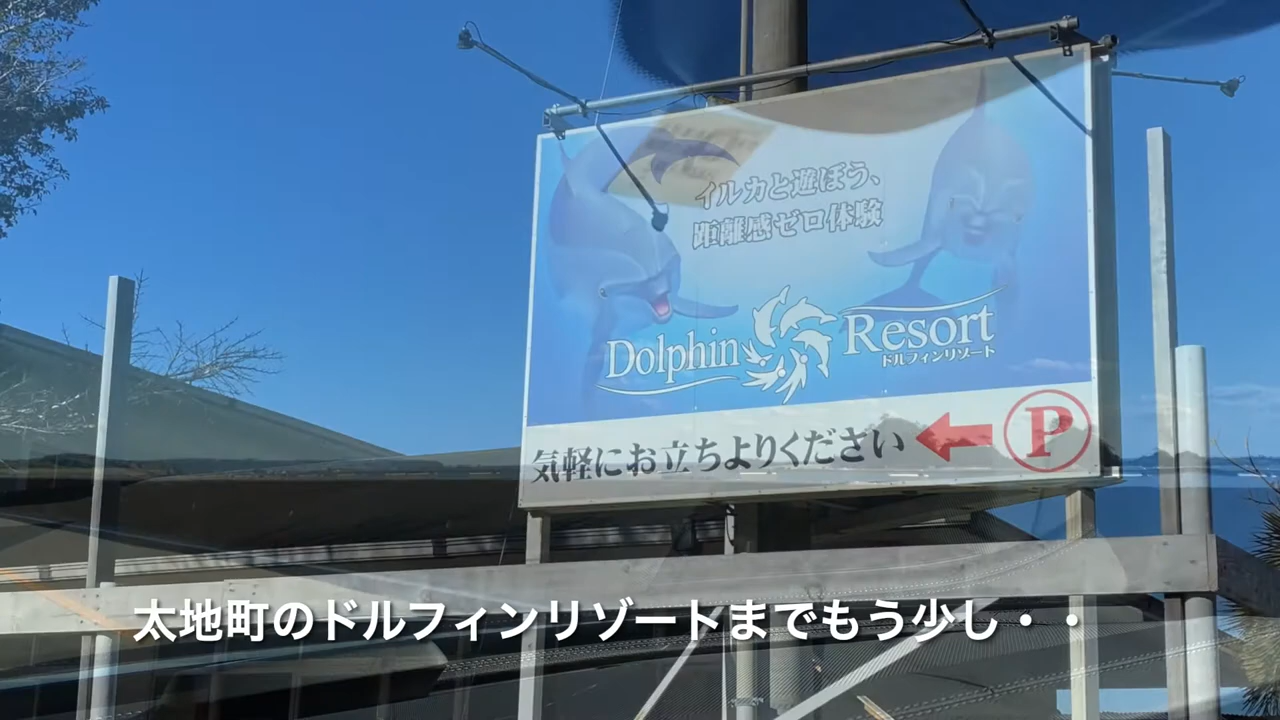 イルカと遊ぼう、
距離感ゼロ体験
Dolphin Resort
ドルフィンリゾート
気軽にお立ちよりください
P
太地町のドルフィンリゾートまでもう少し・・